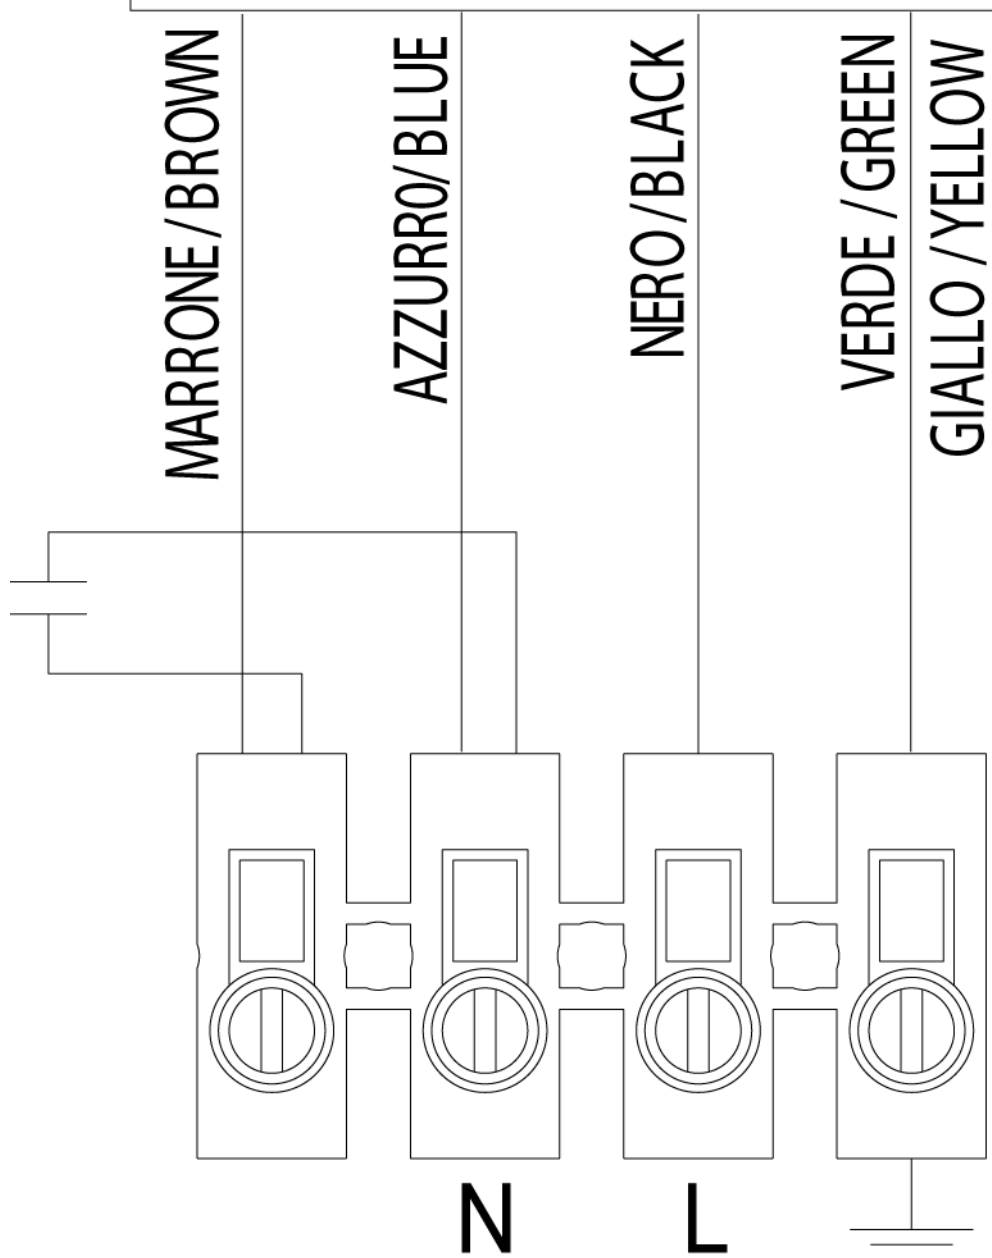 MARRONE/BROWN
AZZURRO/BLUE
NERO/BLACK
VERDE /GREEN
GIALLO /YELLOW
N
L